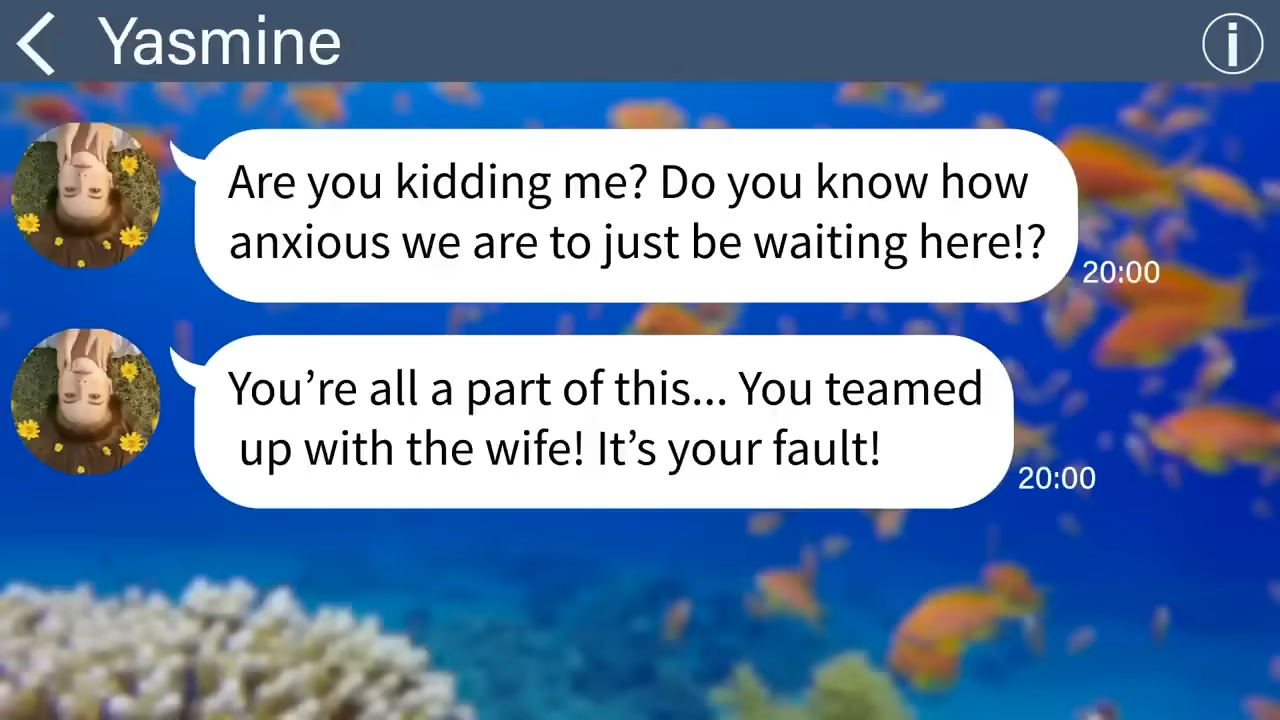 Yasmine
Are you kidding me? Do you know how
anxious we are to just be waiting here!?
20:00
You’re all a part of this... You teamed
up with the wife! It’s your fault!
20:00